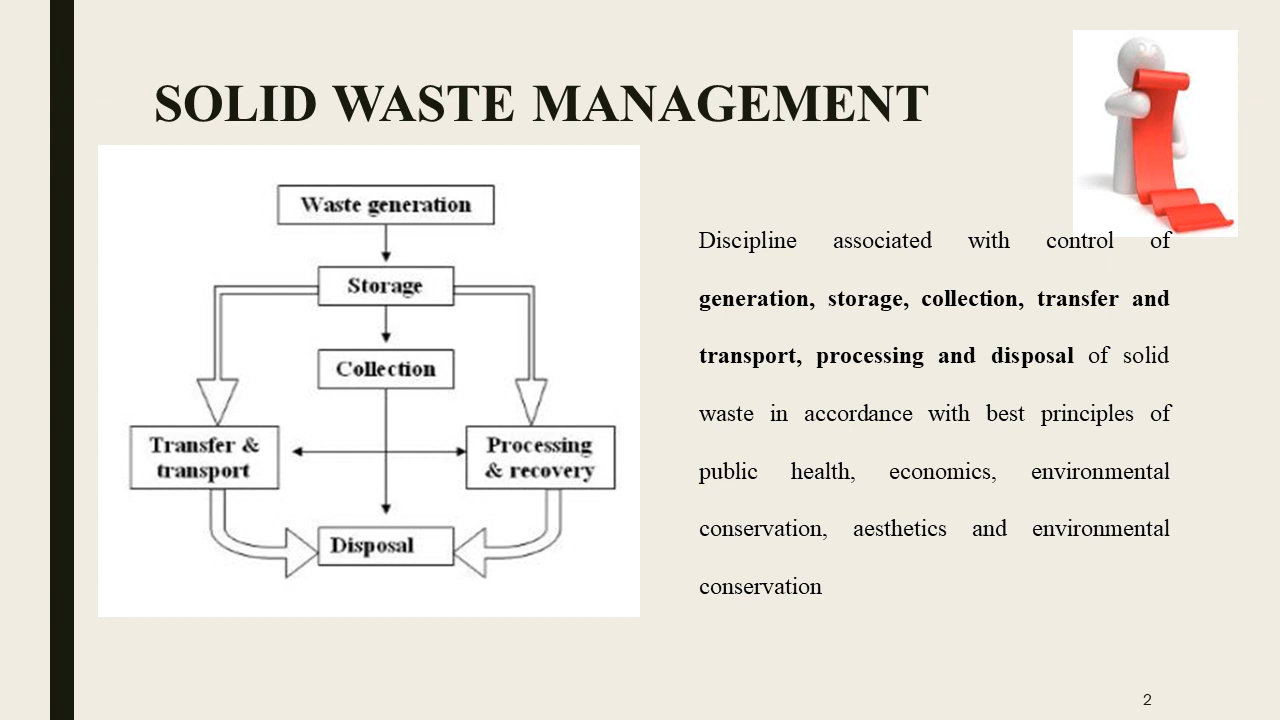 SOLID WASTE MANAGEMENT
Waste generation
Storage
Collection
Transfer &
transport
Processing
& recovery
Disposal
Discipline associated with control of
generation, storage, collection, transfer and
transport, processing and disposal of solid
waste in accordance with best principles of
public health, economics, environmental
conservation, aesthetics and environmental
conservation
2